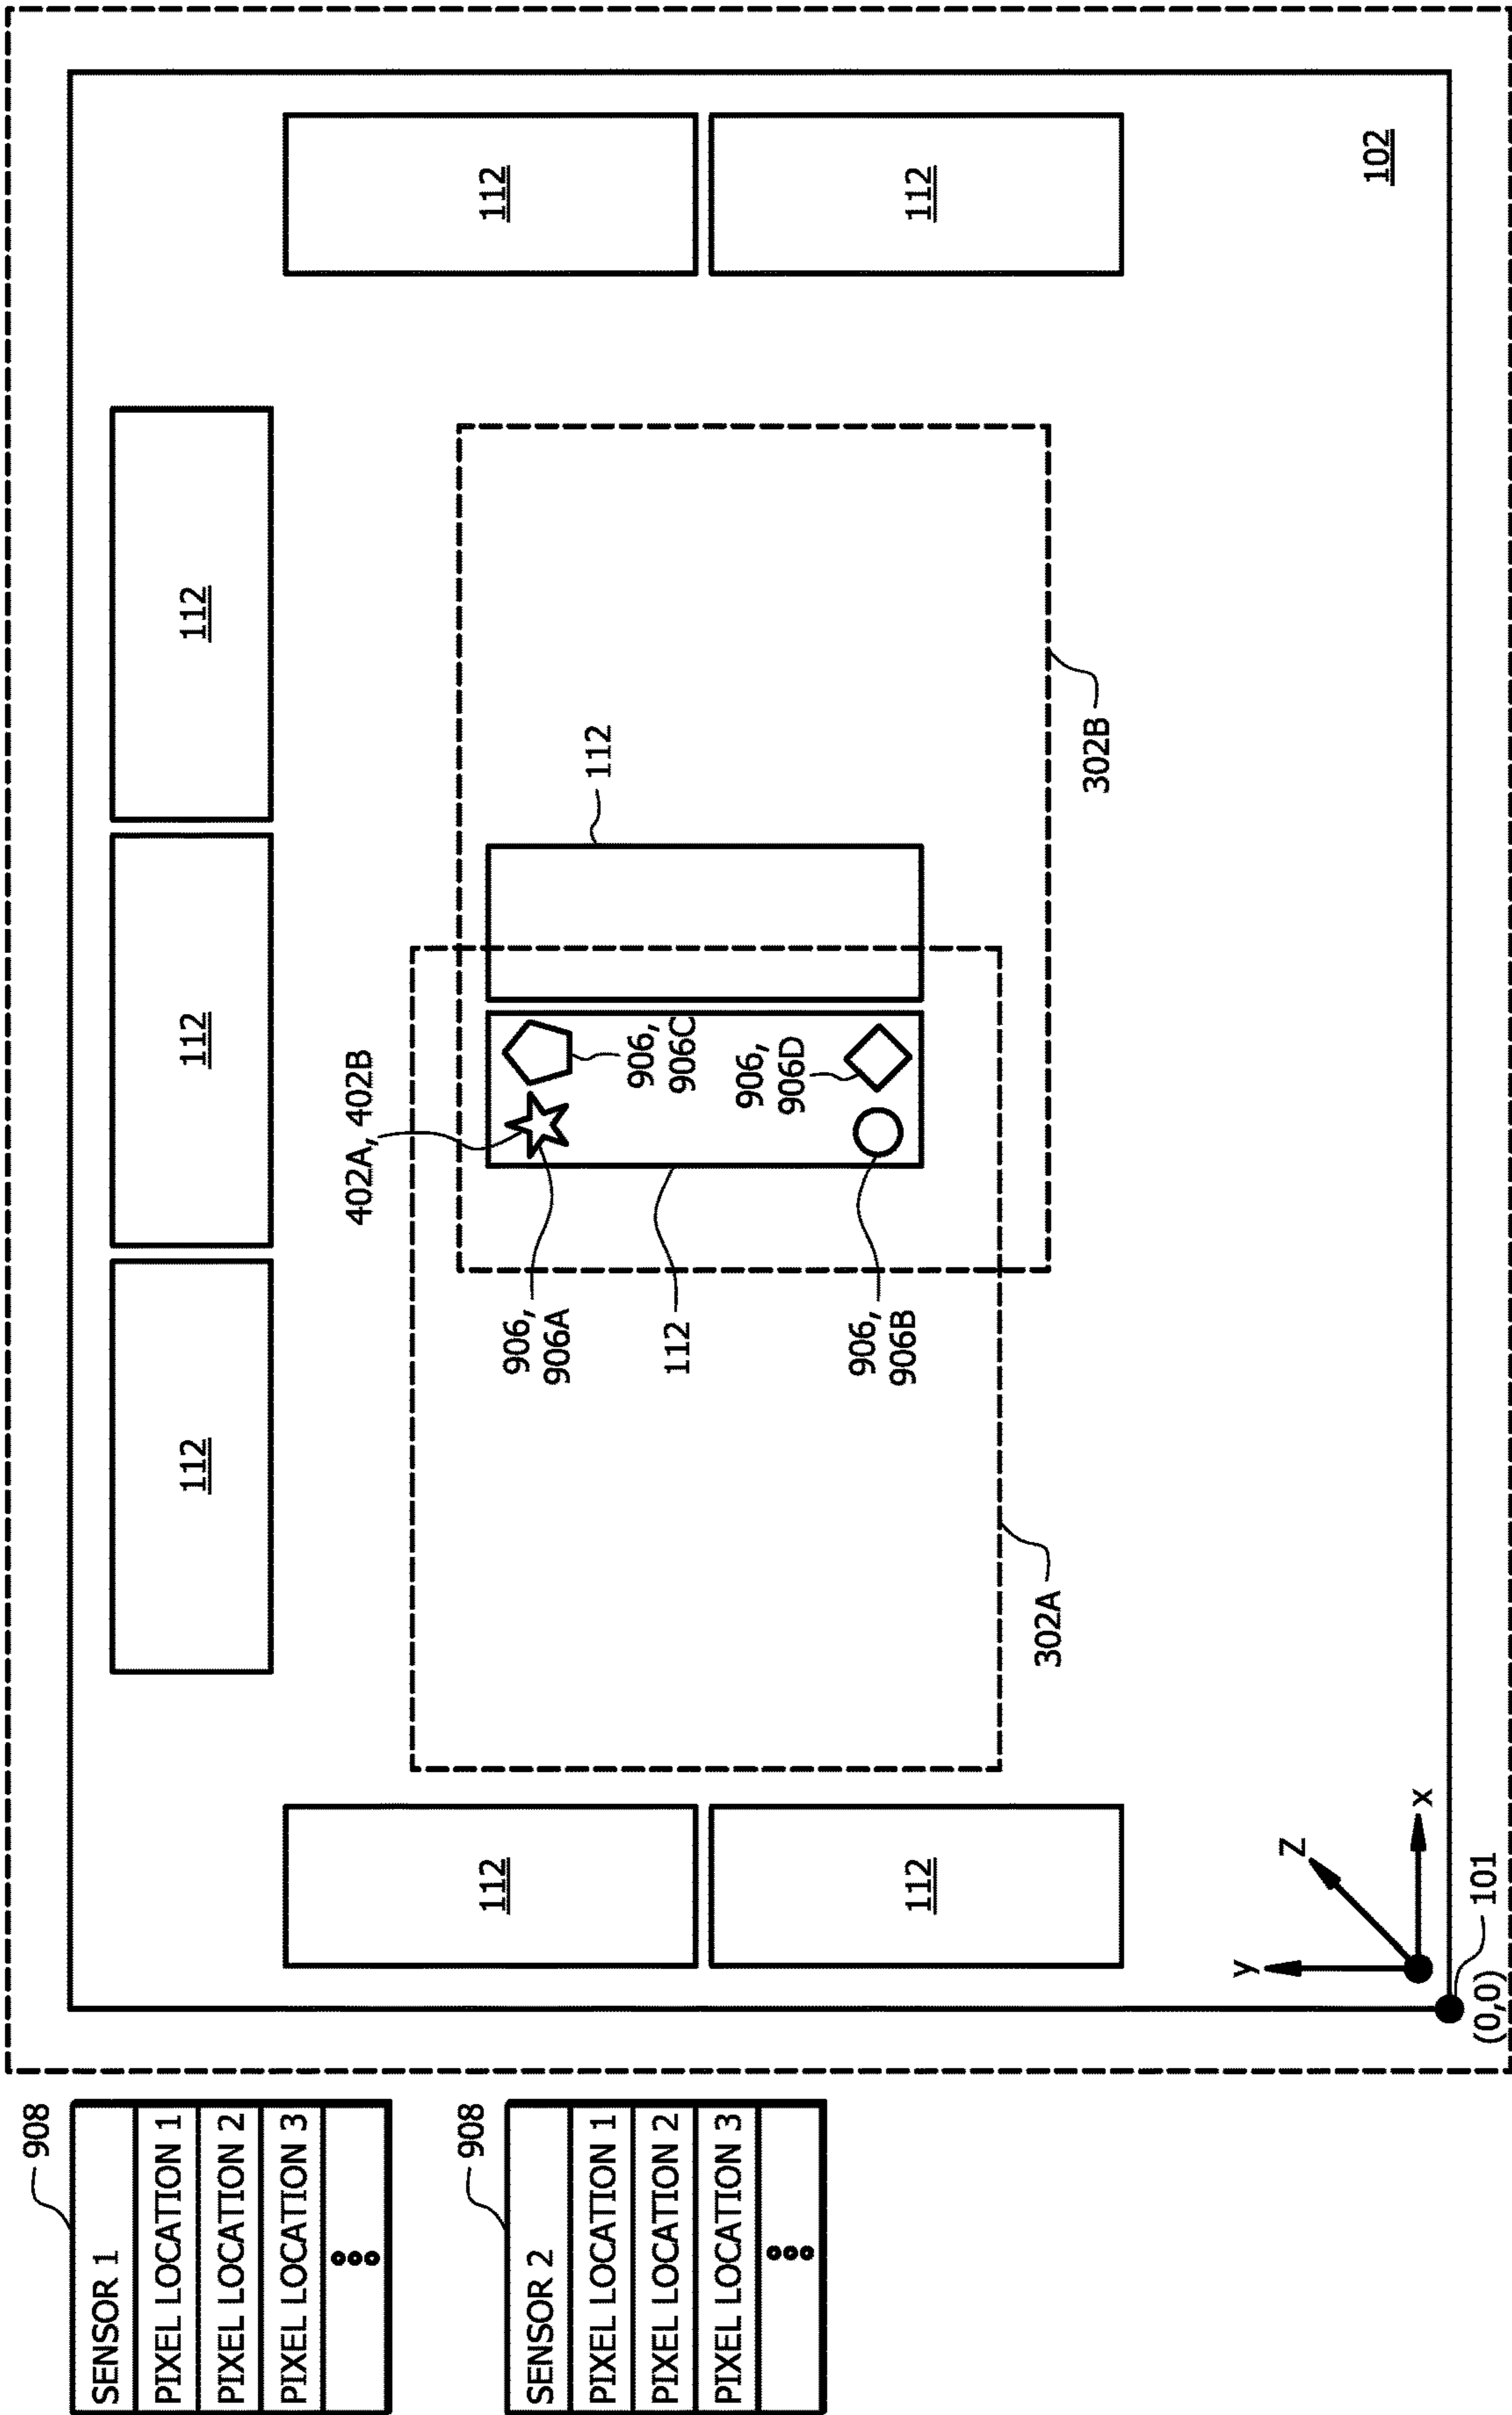 908
SENSOR 1
PIXEL LOCATION 1
PIXEL LOCATION 2
PIXEL LOCATION 3
908
SENSOR 2
PIXEL LOCATION 1
PIXEL LOCATION 2
PIXEL LOCATION 3
112
112
112
112
112
112
112
402A, 402B
906,
906A
906,
906C
112
112
906,
906D
906,
906B
302A
302B
102
y
Z
x
101
(0,0)